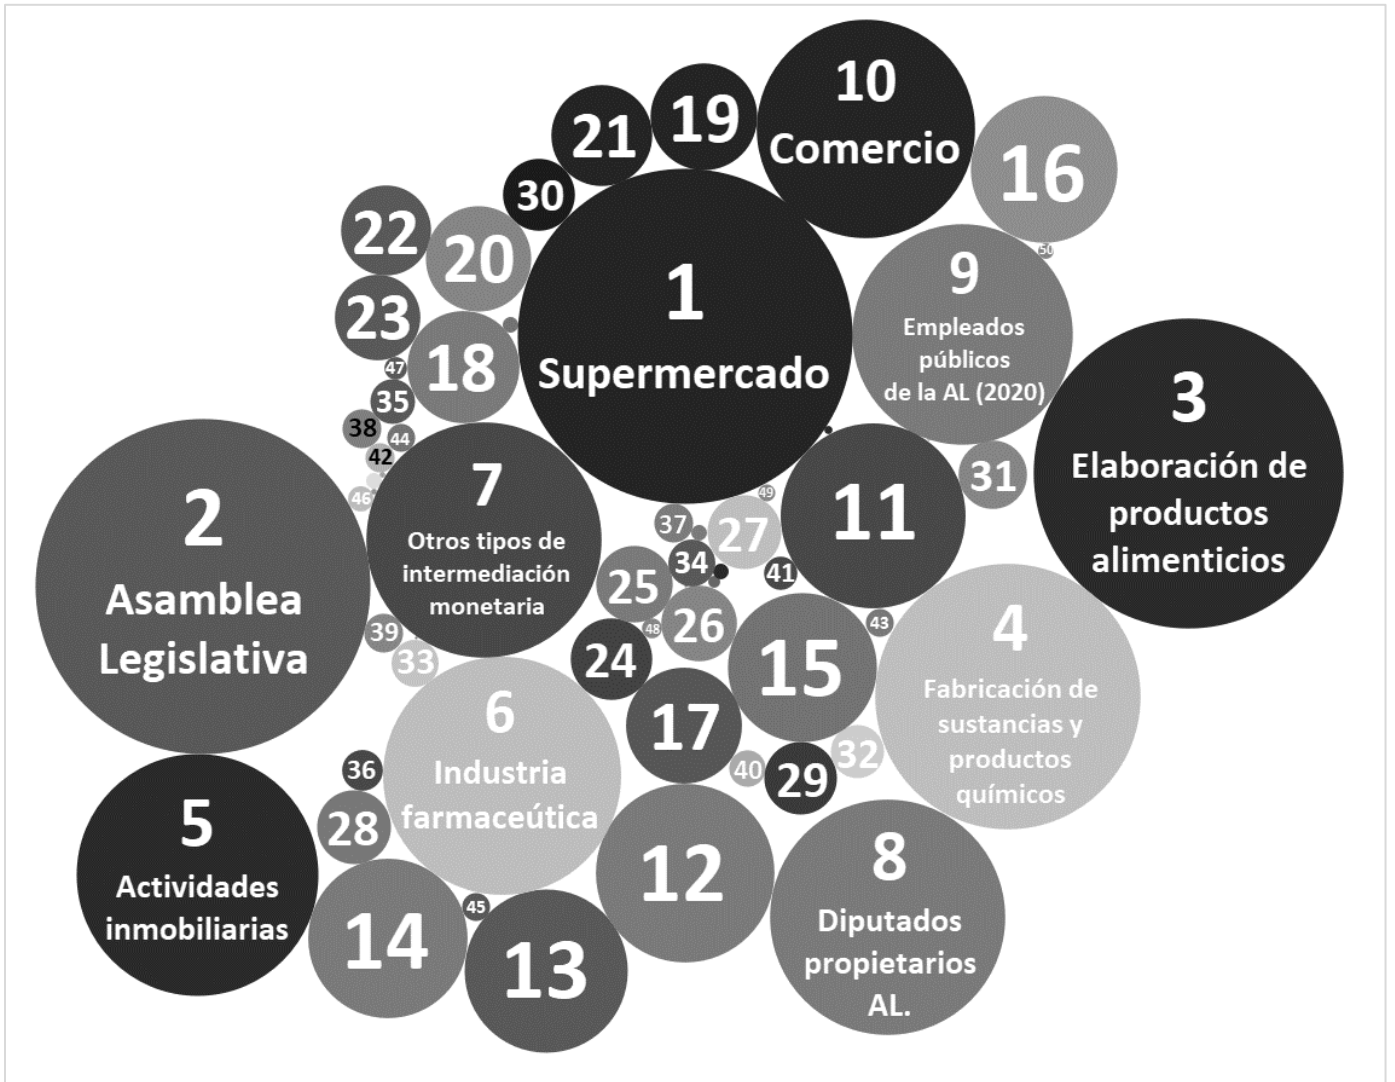 10
Comercio
19
21
16
30
22
20
50
9
Empleados
públicos
de la AL (2020)
1
Supermercado
23
18
47
35
38
44
42
46
3
Elaboración de
productos
alimenticios
2
Asamblea
Legislativa
7
Otros tipos de
intermediación
monetaria
11
31
49
37
27
34
41
25
26
48
43
39
33
24
15
4
Fabricación de
sustancias y
productos
químicos
6
Industria
farmaceútica
17
40
29
32
36
28
5
Actividades
inmobiliarias
12
8
Diputados
propietarios
AL.
45
14
13